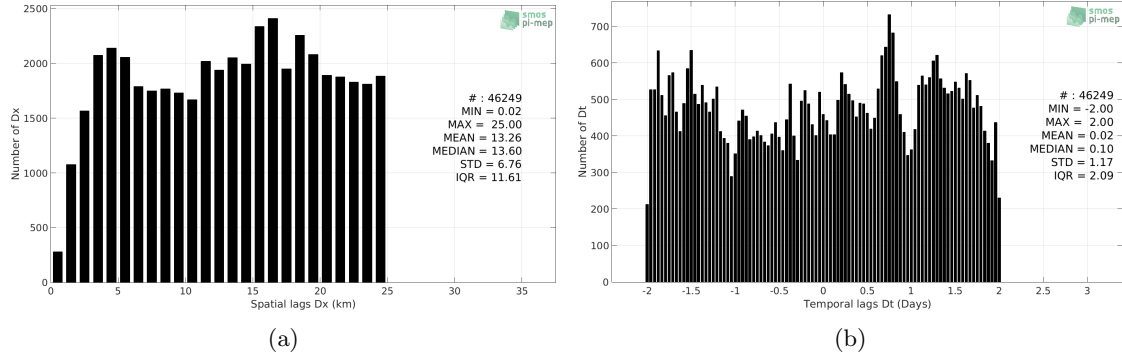 2500
2000
1500
1000
500
0
0
5
10
15
20
25
30
35
Number of Dx
Spatial lags Dx (km)
smos
pi-mep
# : 46249
MIN = 0.02
MAX = 25.00
MEAN = 13.26
MEDIAN = 13.60
STD = 6.76
IQR = 11.61
(a)
700
600
500
400
300
200
100
0
-2
-1.5
-1
-0.5
0
0.5
1
1.5
2
2.5
3
Number of Dt
Temporal lags Dt (Days)
smos
pi-mep
# : 46249
MIN = -2.00
MAX = 2.00
MEAN = 0.02
MEDIAN = 0.10
STD = 1.17
IQR = 2.09
(b)